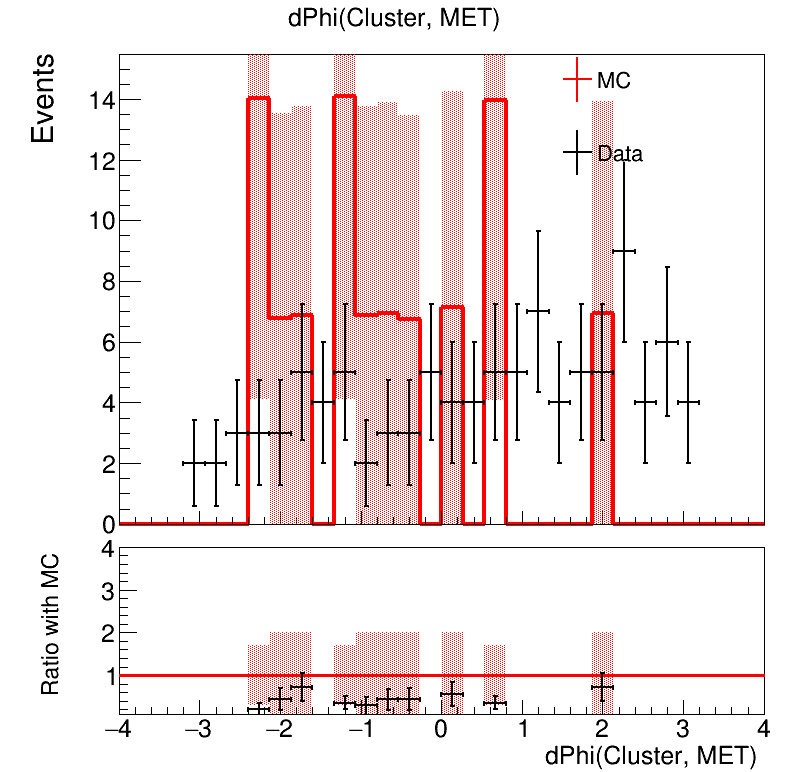 dPhi(Cluster, MET)
Events
14
12
10
8
6
4
2
0
MC
Data
Ratio with MC
4
3
2
1
−4 −3 −2 −1 0 1 2 3 4
dPhi(Cluster, MET)